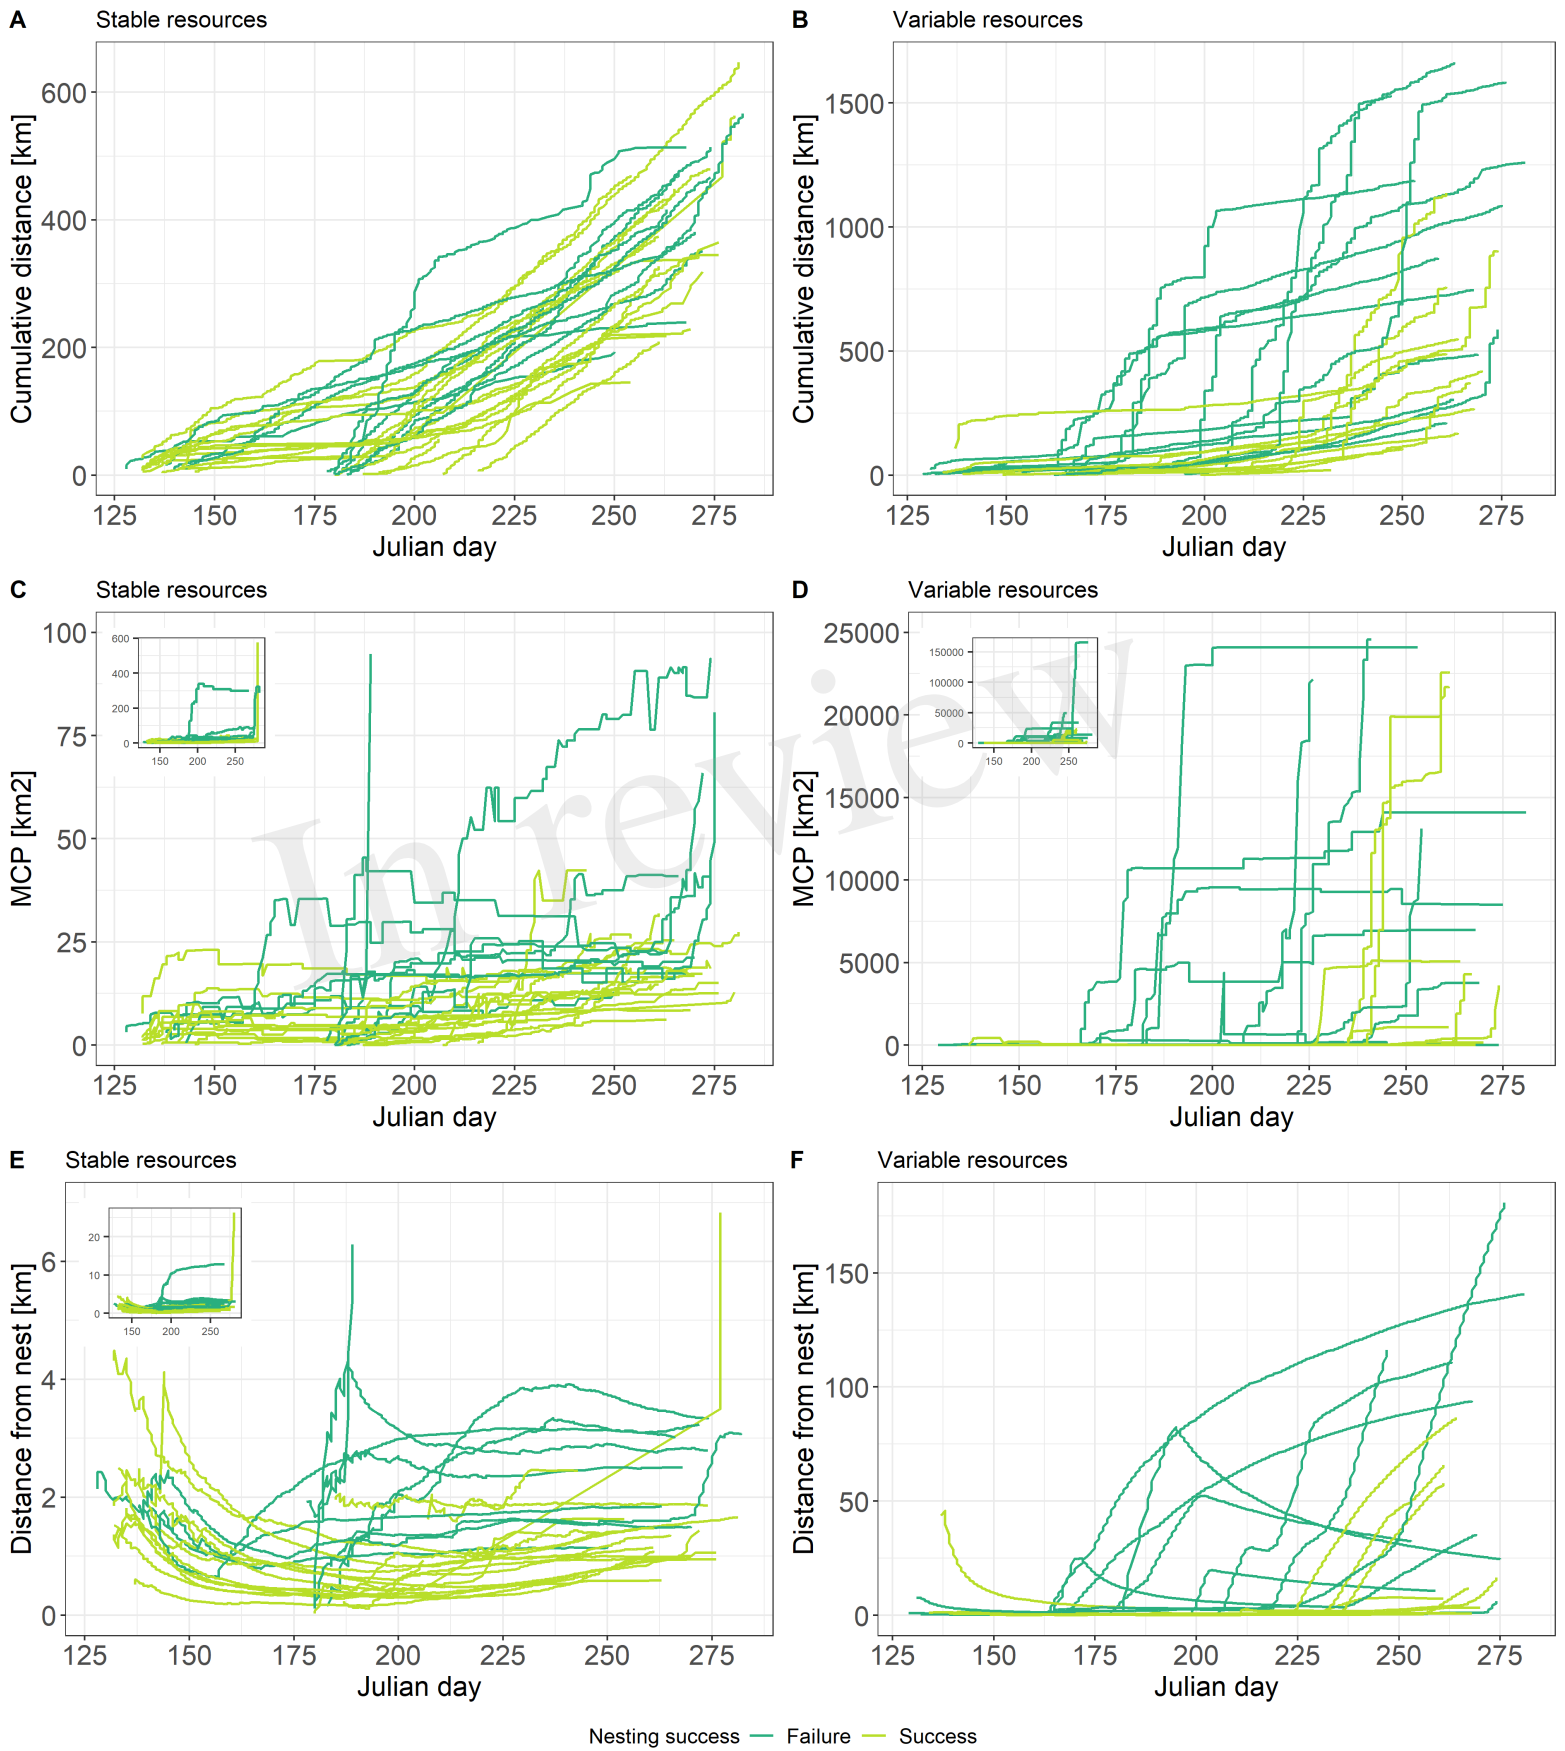 A Stable resources
Cumulative distance [km]
600
400
200
0
125 150 175 200 225 250 275
Julian day
B Variable resources
Cumulative distance [km]
1500
1000
500
0
125 150 175 200 225 250 275
Julian day
C Stable resources
MCP [km2]
100
75
50
25
0
600
400
200
0
150 200 250
125 150 175 200 225 250 275
Julian day
D Variable resources
MCP [km2]
25000
20000
15000
10000
5000
0
150000
100000
50000
0
150 200 250
125 150 175 200 225 250 275
Julian day
In review
E Stable resources
Distance from nest [km]
6
4
2
0
20
10
0
150 200 250
125 150 175 200 225 250 275
Julian day
F Variable resources
Distance from nest [km]
150
100
50
0
125 150 175 200 225 250 275
Julian day
Nesting success Failure Success